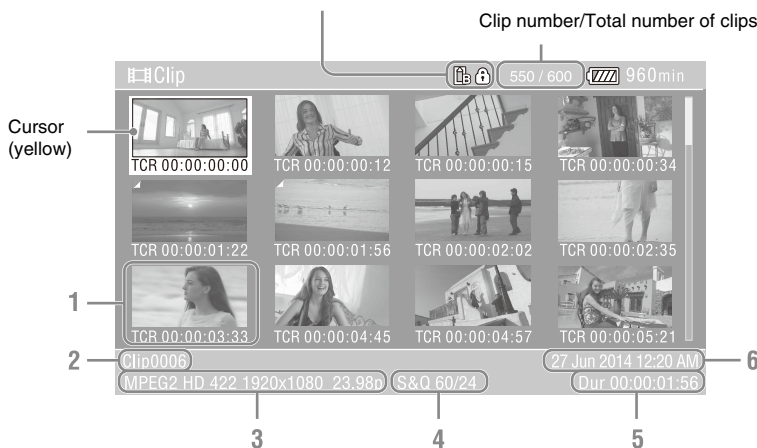 Clip number/Total number of clips
Clip
B
550 / 600
960min
Cursor
(yellow)
TCR 00:00:00:00
TCR 00:00:00:12
TCR 00:00:00:15
TCR 00:00:00:34
TCR 00:00:01:22
TCR 00:00:01:56
TCR 00:00:02:02
TCR 00:00:02:35
1
TCR 00:00:03:33
TCR 00:00:04:45
TCR 00:00:04:57
TCR 00:00:05:21
2
Clip0006
27 Jun 2014 12:20 AM
6
MPEG2 HD 422 1920x1080 23.98p
S&Q 60/24
Dur 00:00:01:56
3
4
5